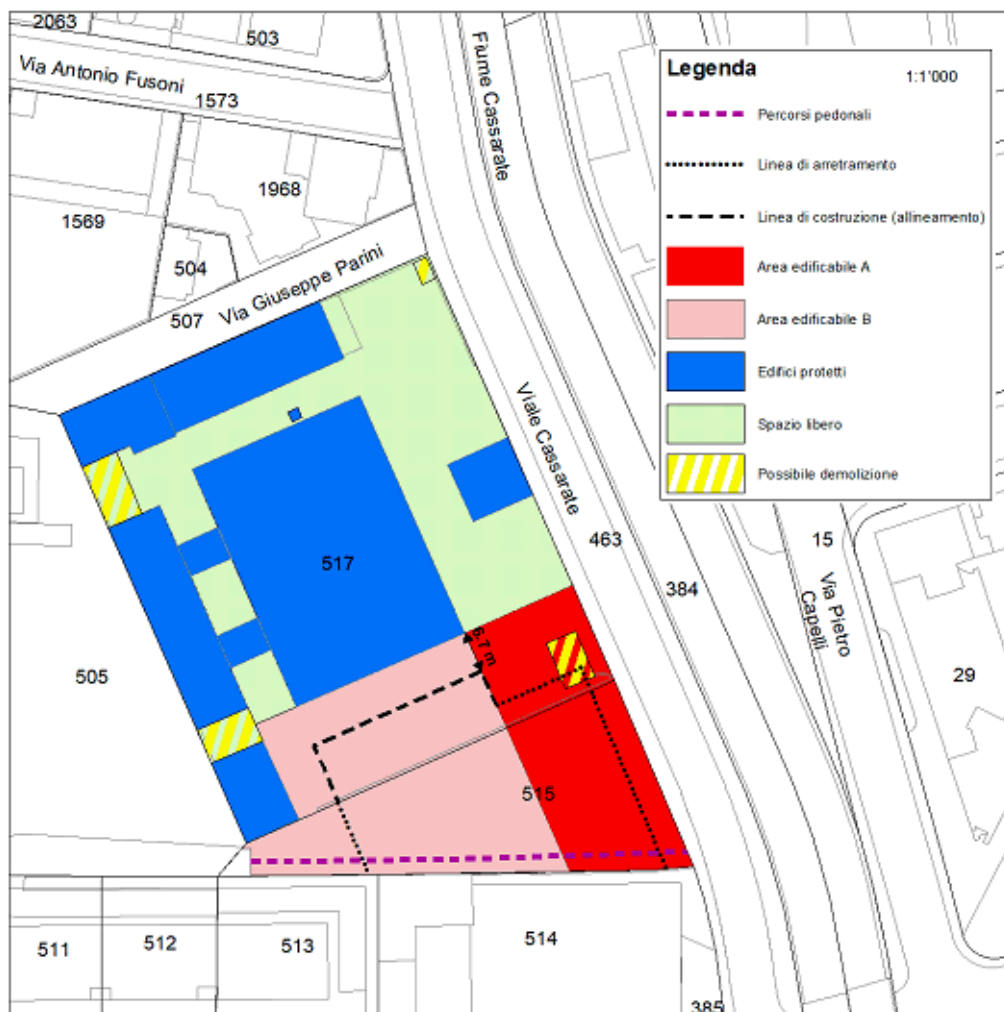 2063
503
Via Antonio Fusoni
1573
Fiume Cassarate
Legenda
1:1'000
Percorsi pedonali
Linea di arretramento
Linea di costruzione (allineamento)
Area edificabile A
Area edificabile B
Edifici protetti
Spazio libero
Possibile demolizione
1968
1569
504
507
Via Giuseppe Parini
Viale Cassarate
517
463
384
15
Via Pietro
Capelli
29
6.7 m
505
515
511
512
513
514
385